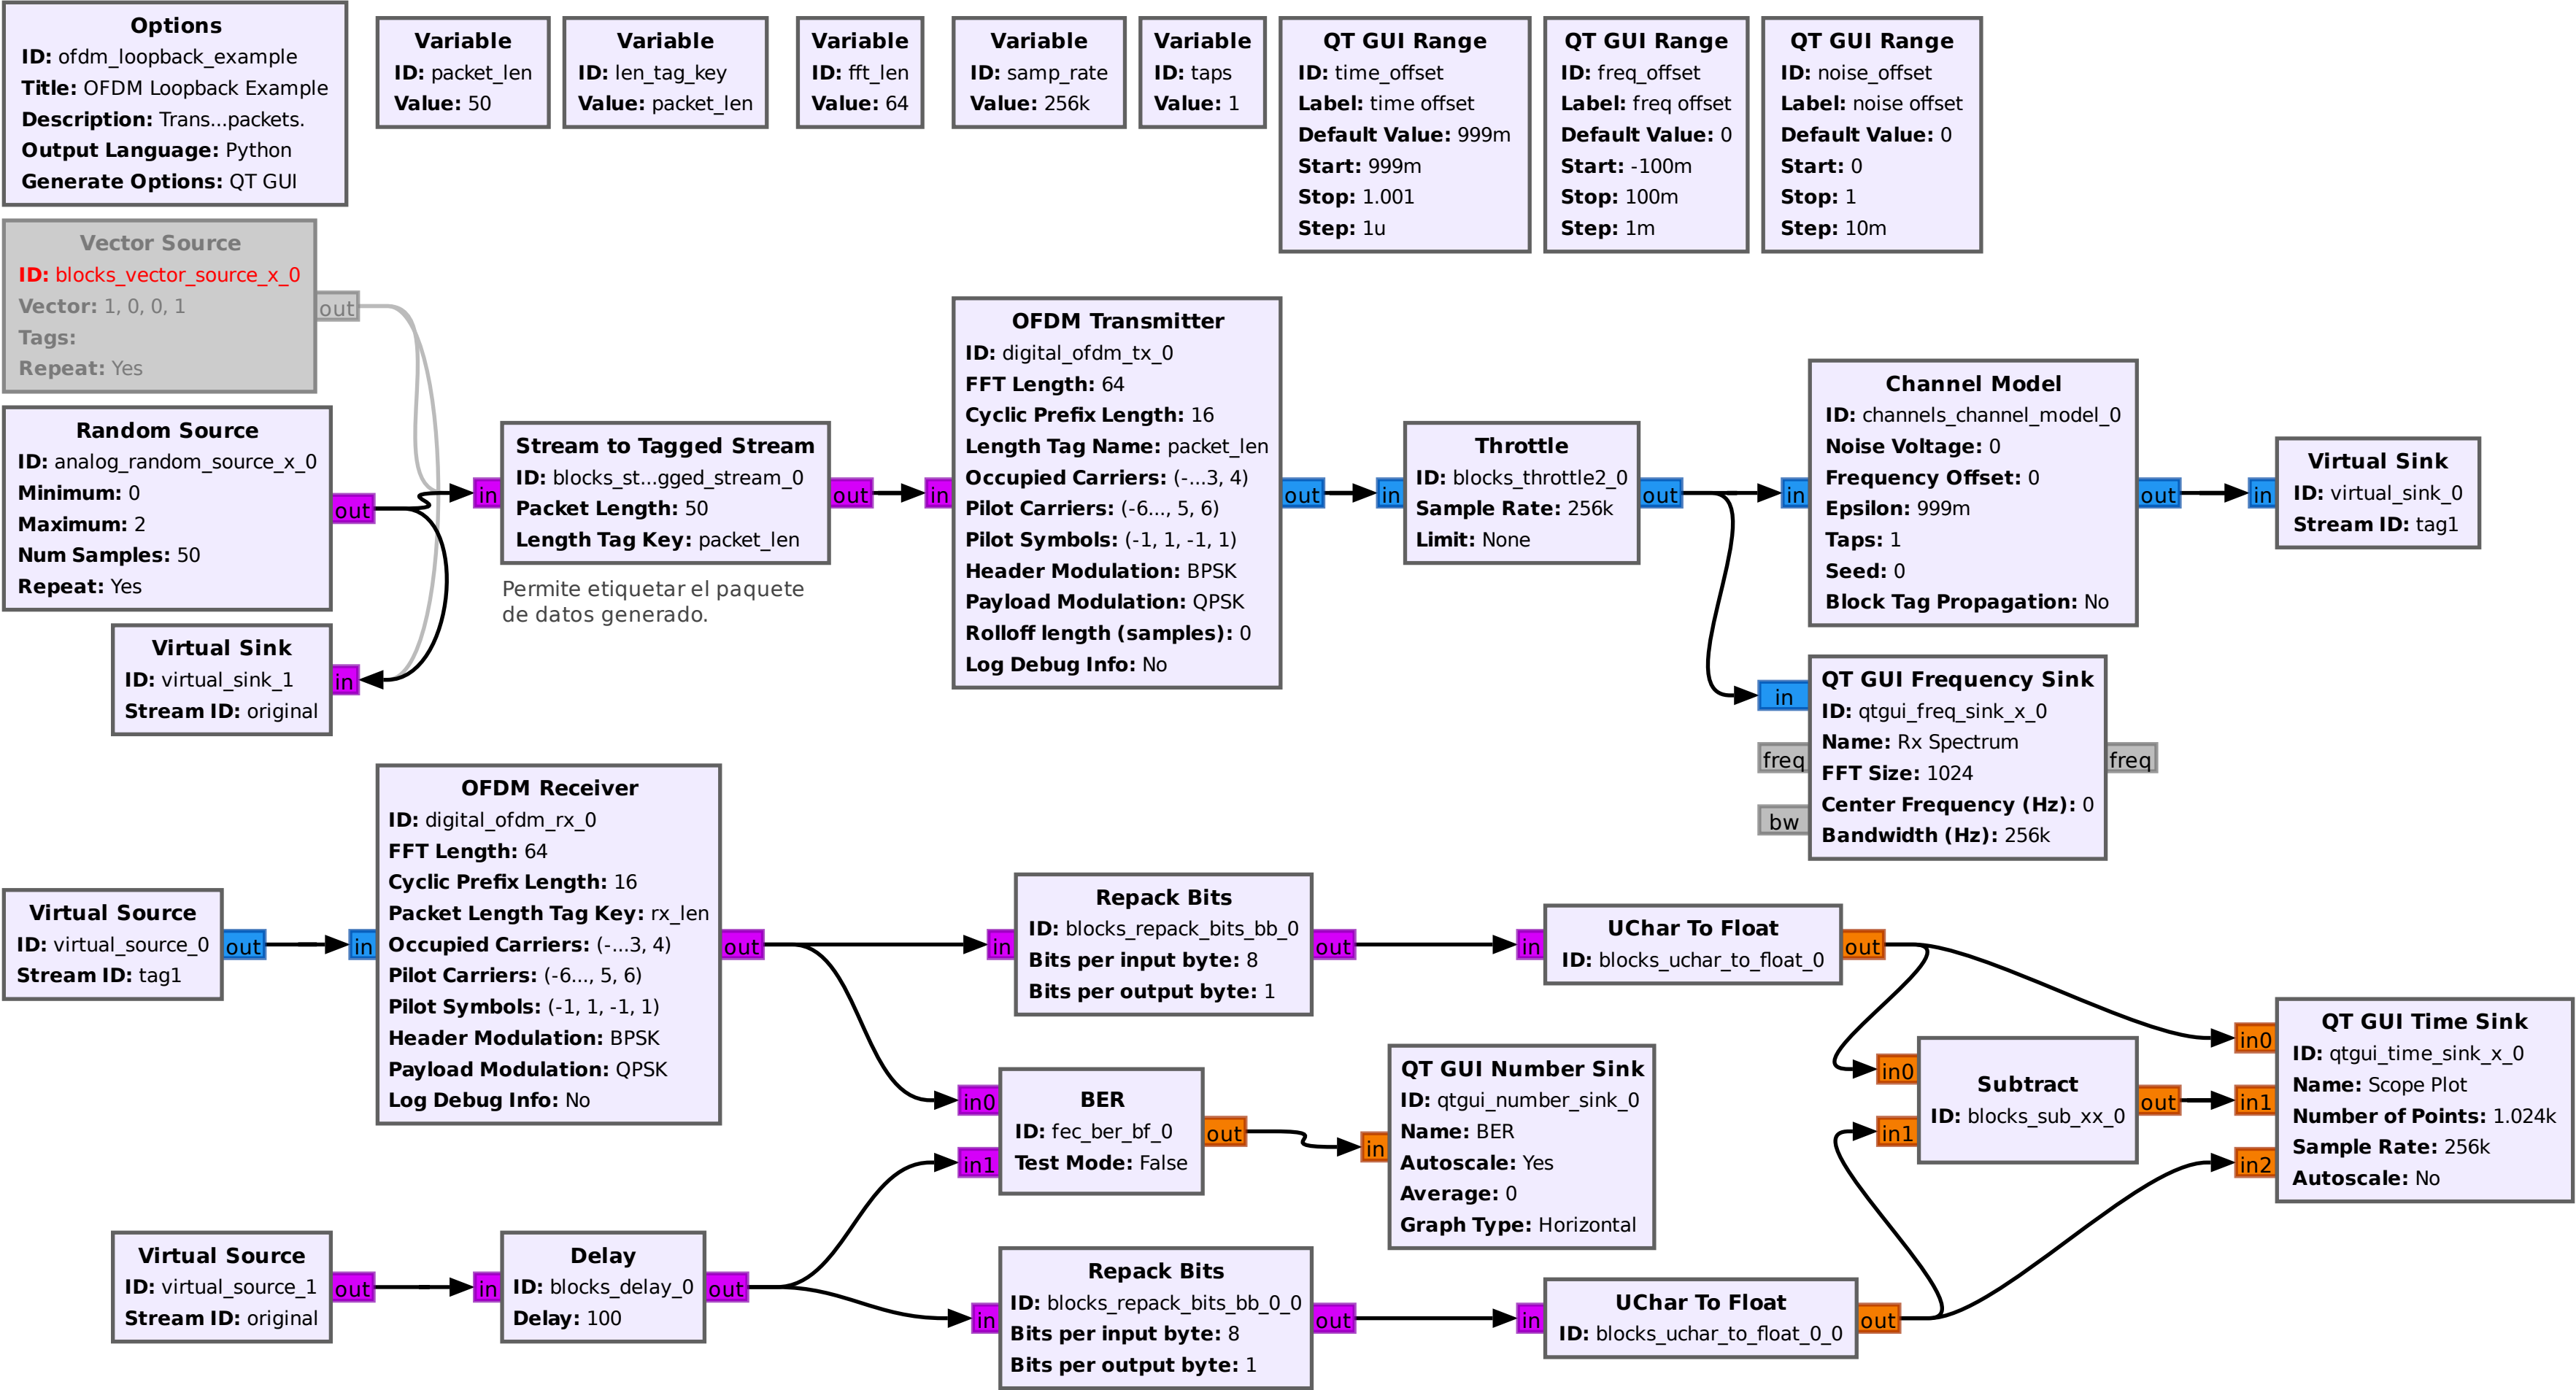 Options
ID: ofdm_loopback_example
Title: OFDM Loopback Example
Description: Trans...packets.
Output Language: Python
Generate Options: QT GUI
Variable
ID: packet_len
Value: 50
Variable
ID: len_tag_key
Value: packet_len
Variable
ID: fft_len
Value: 64
Variable
ID: samp_rate
Value: 256k
Variable
ID: taps
Value: 1
QT GUI Range
ID: time_offset
Label: time offset
Default Value: 999m
Start: 999m
Stop: 1.001
Step: 1u
QT GUI Range
ID: freq_offset
Label: freq offset
Default Value: 0
Start: -100m
Stop: 100m
Step: 1m
QT GUI Range
ID: noise_offset
Label: noise offset
Default Value: 0
Start: 0
Stop: 1
Step: 10m
Vector Source
ID: blocks_vector_source_x_0
Vector: 1, 0, 0, 1
Tags:
Repeat: Yes
out
Random Source
ID: analog_random_source_x_0
Minimum: 0
Maximum: 2
Num Samples: 50
Repeat: Yes
out
Virtual Sink
ID: virtual_sink_1
Stream ID: original
in
in
Stream to Tagged Stream
ID: blocks_st...gged_stream_0
Packet Length: 50
Length Tag Key: packet_len
out
Permite etiquetar el paquete
de datos generado.
in
OFDM Transmitter
ID: digital_ofdm_tx_0
FFT Length: 64
Cyclic Prefix Length: 16
Length Tag Name: packet_len
Occupied Carriers: (-...3, 4)
Pilot Carriers: (-6..., 5, 6)
Pilot Symbols: (-1, 1, -1, 1)
Header Modulation: BPSK
Payload Modulation: QPSK
Rolloff length (samples): 0
Log Debug Info: No
out
in
Throttle
ID: blocks_throttle2_0
Sample Rate: 256k
Limit: None
out
in
Channel Model
ID: channels_channel_model_0
Noise Voltage: 0
Frequency Offset: 0
Epsilon: 999m
Taps: 1
Seed: 0
Block Tag Propagation: No
out
in
Virtual Sink
ID: virtual_sink_0
Stream ID: tag1
in
freq
bw
QT GUI Frequency Sink
ID: qtgui_freq_sink_x_0
Name: Rx Spectrum
FFT Size: 1024
Center Frequency (Hz): 0
Bandwidth (Hz): 256k
freq
Virtual Source
ID: virtual_source_0
Stream ID: tag1
out
in
OFDM Receiver
ID: digital_ofdm_rx_0
FFT Length: 64
Cyclic Prefix Length: 16
Packet Length Tag Key: rx_len
Occupied Carriers: (-...3, 4)
Pilot Carriers: (-6..., 5, 6)
Pilot Symbols: (-1, 1, -1, 1)
Header Modulation: BPSK
Payload Modulation: QPSK
Log Debug Info: No
out
in
Repack Bits
ID: blocks_repack_bits_bb_0
Bits per input byte: 8
Bits per output byte: 1
out
in
UChar To Float
ID: blocks_uchar_to_float_0
out
in0
in1
BER
ID: fec_ber_bf_0
Test Mode: False
out
in
QT GUI Number Sink
ID: qtgui_number_sink_0
Name: BER
Autoscale: Yes
Average: 0
Graph Type: Horizontal
in0
in1
Subtract
ID: blocks_sub_xx_0
out
in0
in1
in2
QT GUI Time Sink
ID: qtgui_time_sink_x_0
Name: Scope Plot
Number of Points: 1.024k
Sample Rate: 256k
Autoscale: No
Virtual Source
ID: virtual_source_1
Stream ID: original
out
in
Delay
ID: blocks_delay_0
Delay: 100
out
in
Repack Bits
ID: blocks_repack_bits_bb_0_0
Bits per input byte: 8
Bits per output byte: 1
out
in
UChar To Float
ID: blocks_uchar_to_float_0_0
out